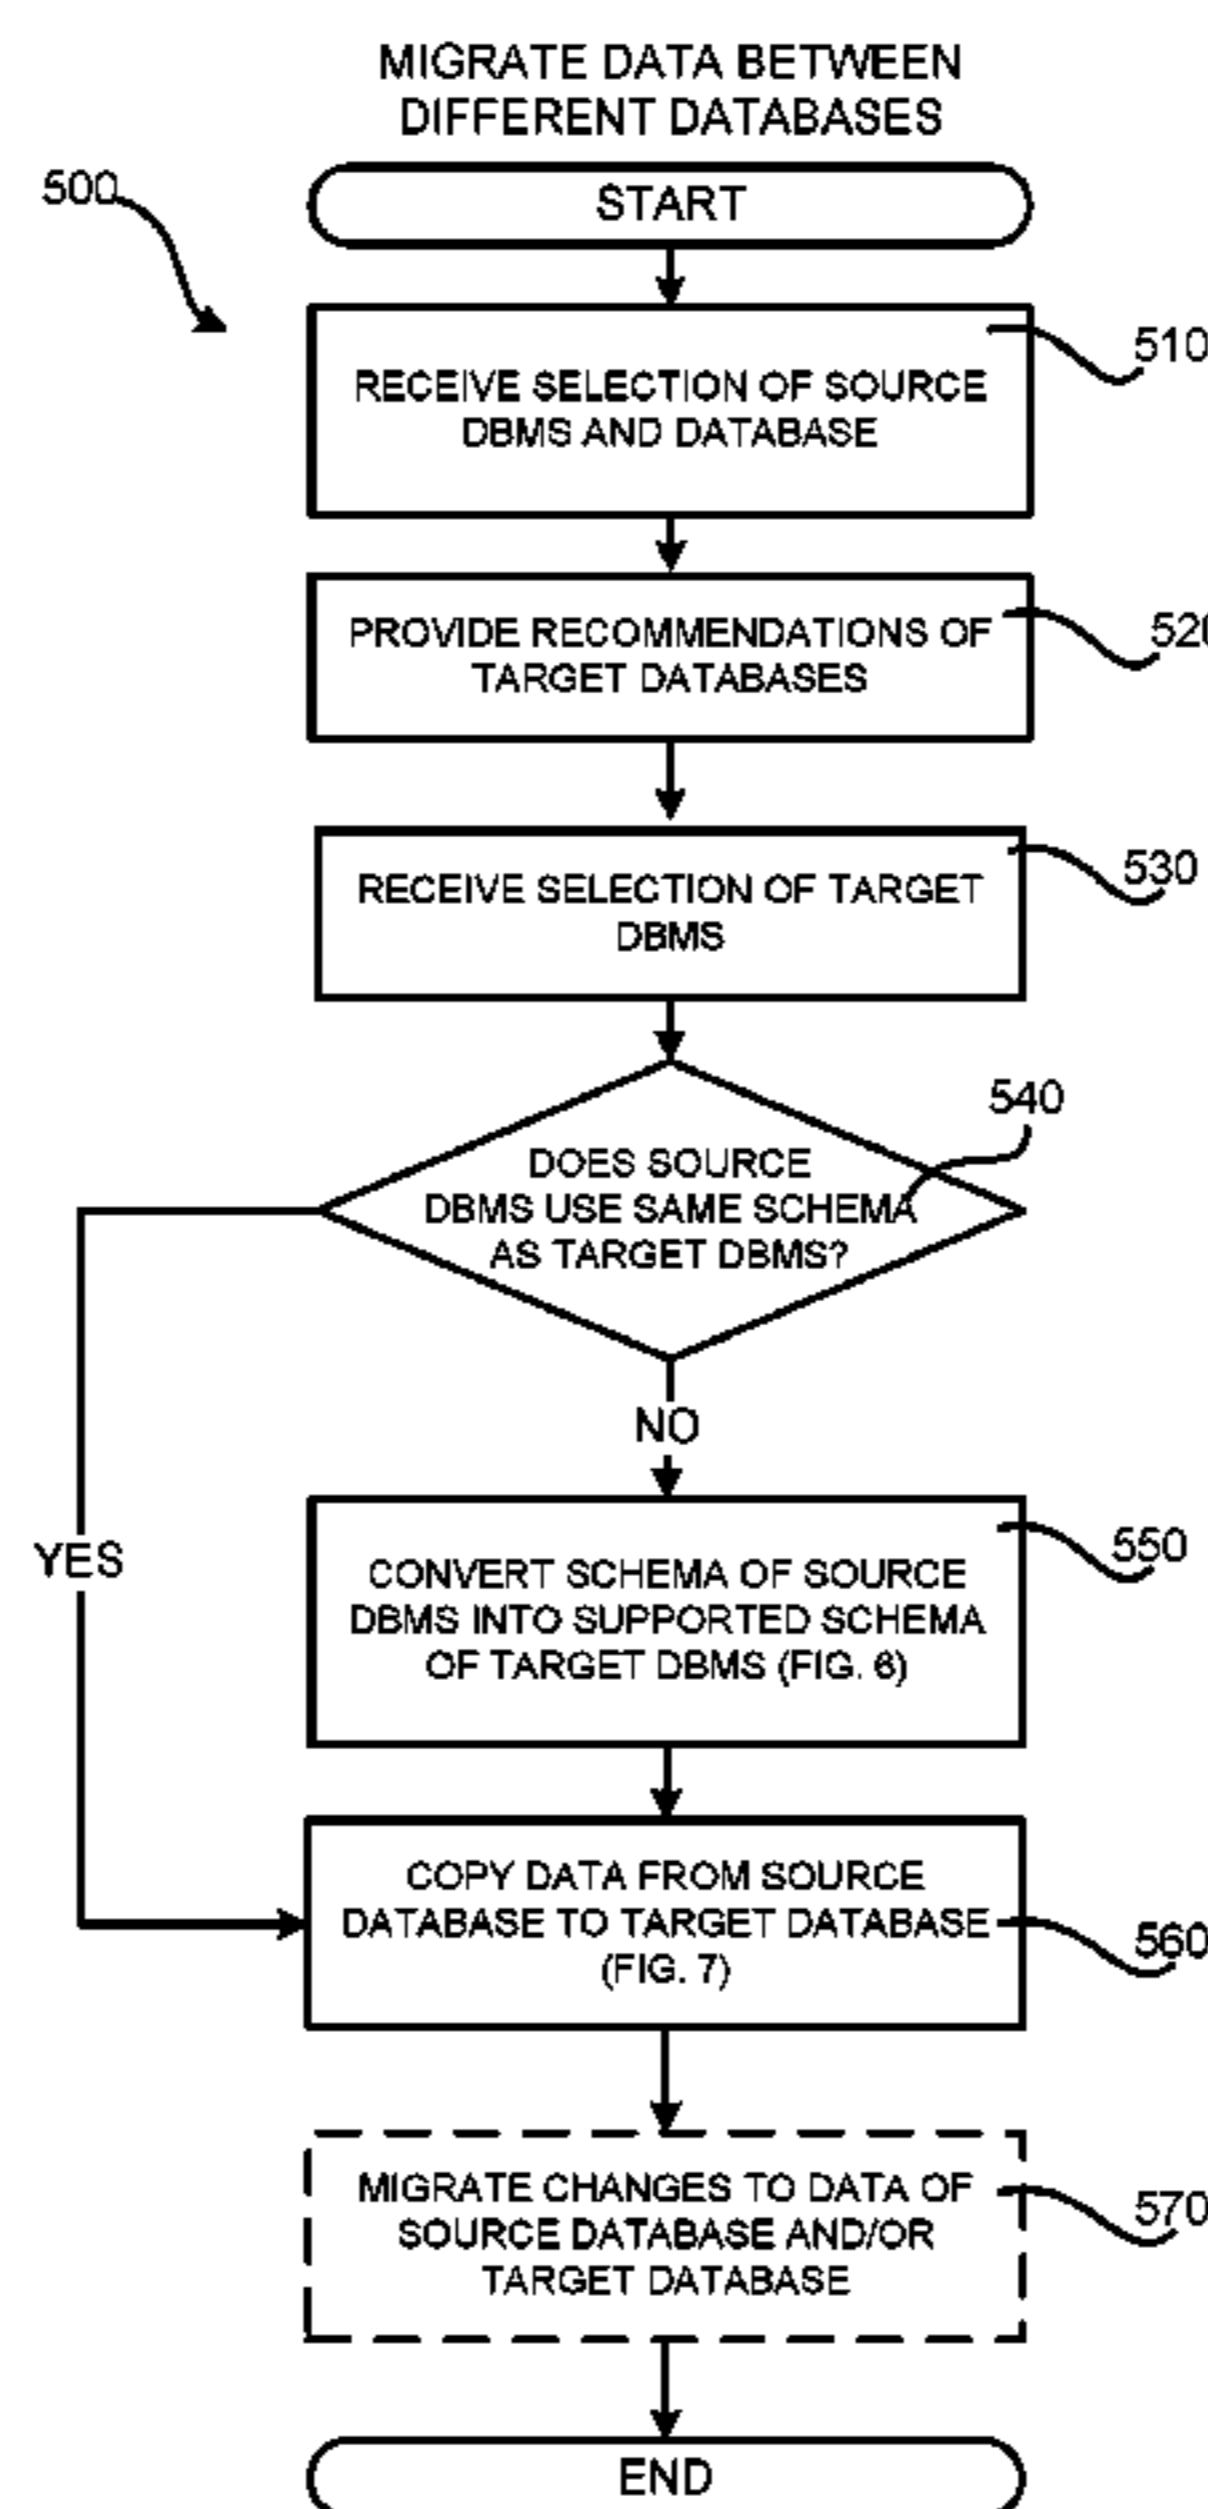 MIGRATE DATA BETWEEN
DIFFERENT DATABASES
500
START
510
RECEIVE SELECTION OF SOURCE
DBMS AND DATABASE
520
PROVIDE RECOMMENDATIONS OF
TARGET DATABASES
530
RECEIVE SELECTION OF TARGET
DBMS
540
DOES SOURCE
DBMS USE SAME SCHEMA
AS TARGET DBMS?
NO
YES
550
CONVERT SCHEMA OF SOURCE
DBMS INTO SUPPORTED SCHEMA
OF TARGET DBMS (FIG. 6)
COPY DATA FROM SOURCE
DATABASE TO TARGET DATABASE
(FIG. 7)
560
MIGRATE CHANGES TO DATA OF
SOURCE DATABASE AND/OR
TARGET DATABASE
570
END